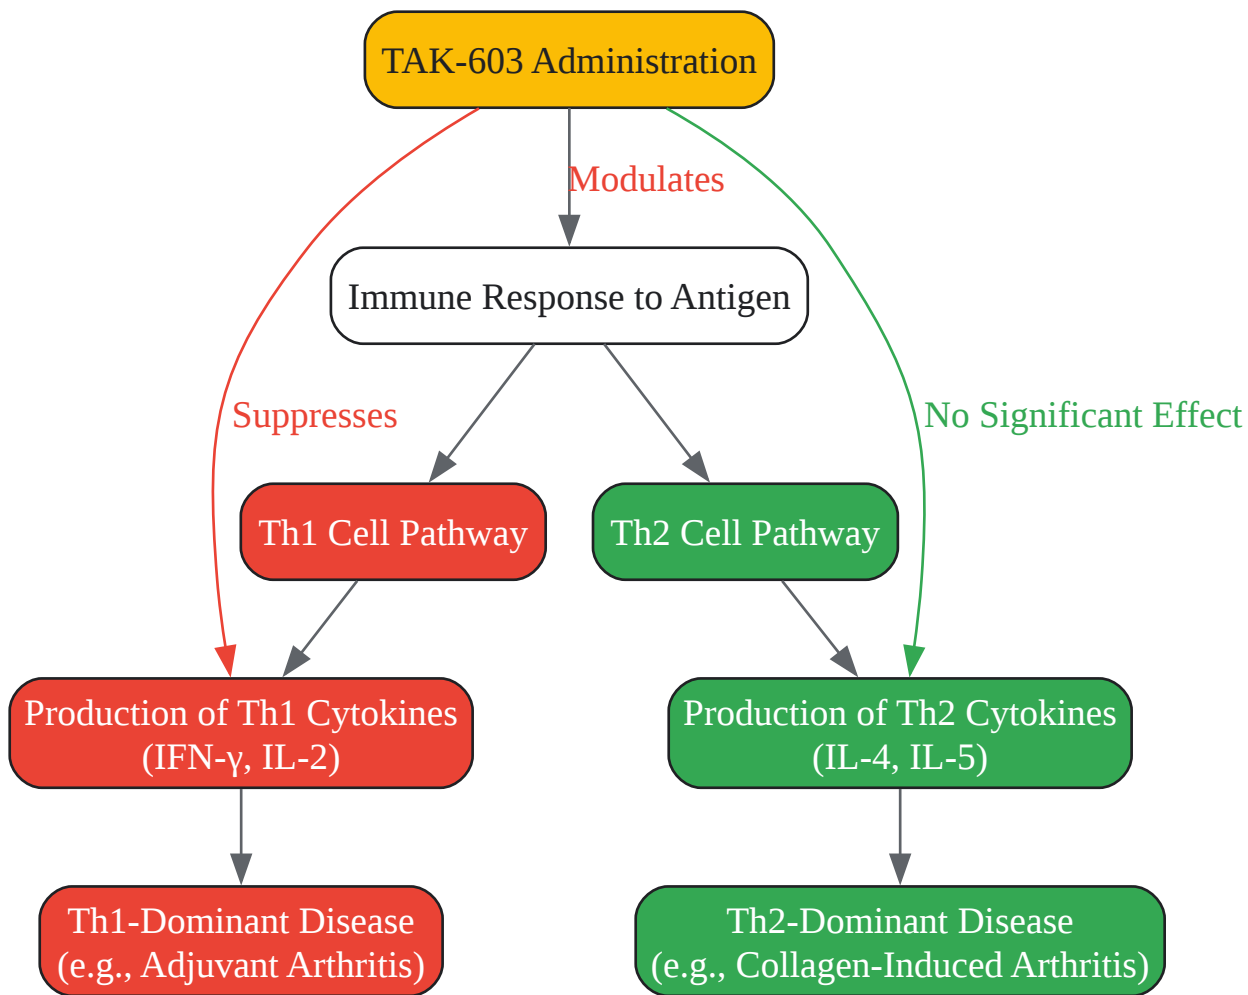 TAK-603 Administration
Modulates
Immune Response to Antigen
Suppresses
No Significant Effect
Th1 Cell Pathway
Th2 Cell Pathway
Production of Th1 Cytokines
(IFN-γ, IL-2)
Production of Th2 Cytokines
(IL-4, IL-5)
Th1-Dominant Disease
(e.g., Adjuvant Arthritis)
Th2-Dominant Disease
(e.g., Collagen-Induced Arthritis)